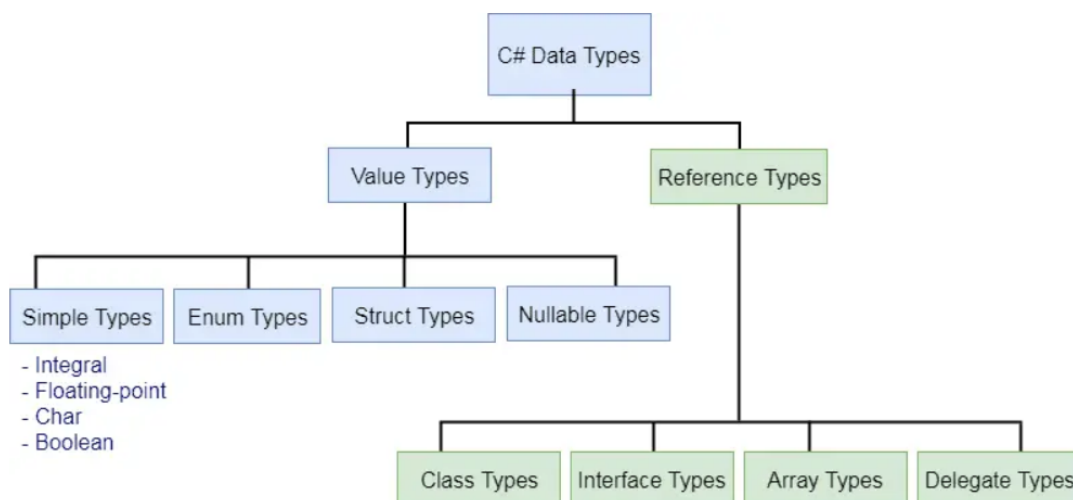 C# Data Types
Value Types
Reference Types
Simple Types
Enum Types
Struct Types
Nullable Types
- Integral
- Floating-point
- Char
- Boolean
Class Types
Interface Types
Array Types
Delegate Types